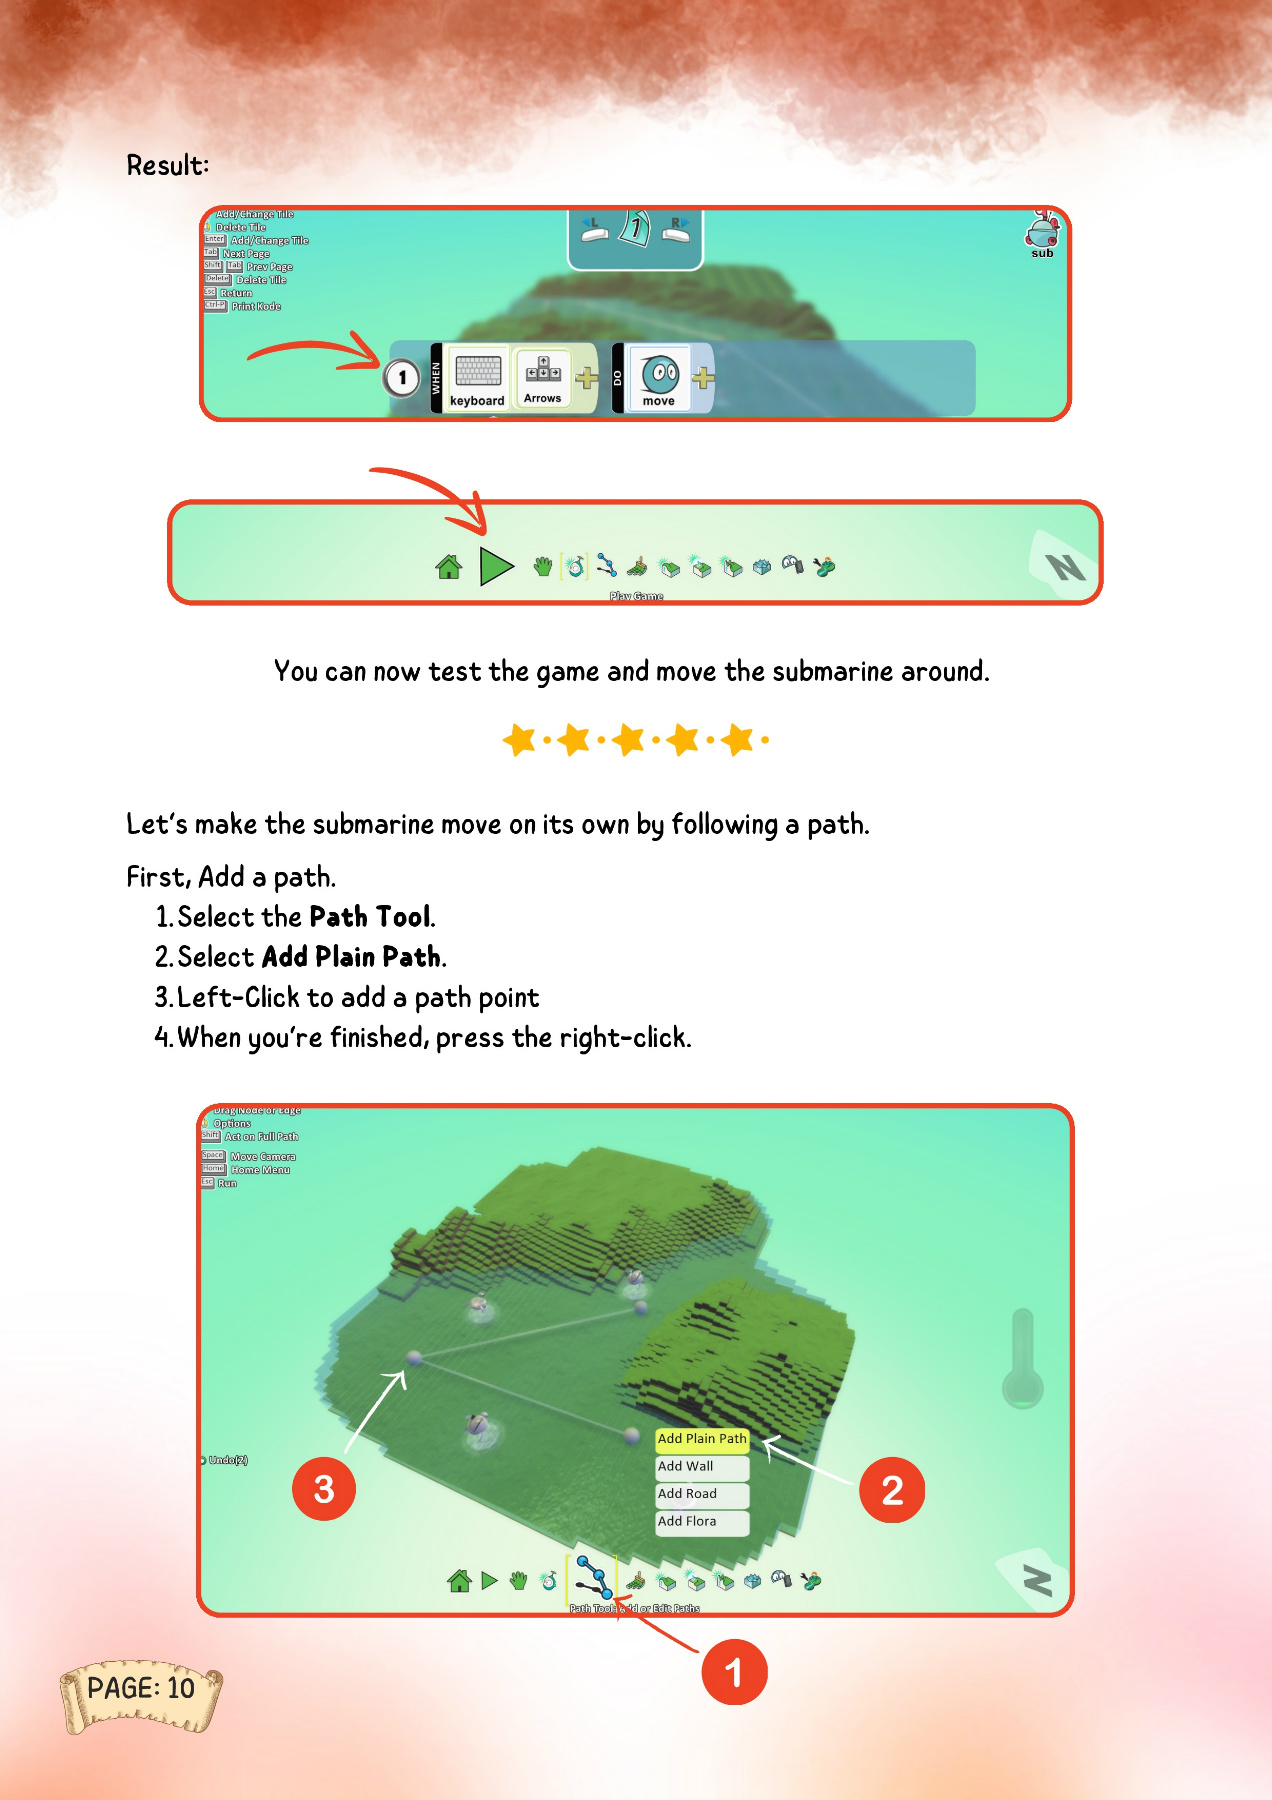 Result:
Add/Change Tile
Delete Tile
Enter Add/Change Tile
Tab Next Page
Shift Tab Prev Page
Delete Delete Tile
Esc Return
Ctrl-P Print Kode
L 1 R
sub
1 WHEN keyboard Arrows + DO move +
N
Play Game
You can now test the game and move the submarine around.
Let's make the submarine move on its own by following a path.
First, Add a path.
1. Select the Path Tool.
2. Select Add Plain Path.
3. Left-Click to add a path point
4. When you're finished, press the right-click.
Drag Node or Edge
Options
Shift Act on Full Path
Space Move Camera
Home Home Menu
Esc Run
Add Plain Path
Add Wall
Add Road
Add Flora
Undo(Z)
3
2
N
Path Tool: Add or Edit Paths
1
PAGE: 10